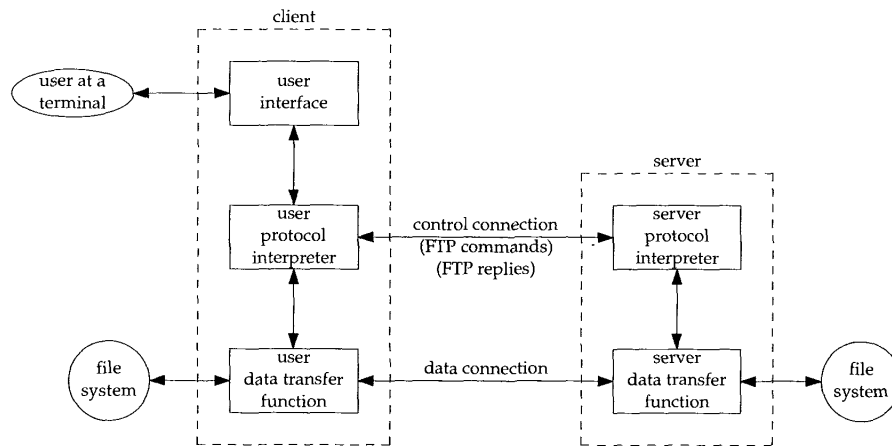 client
user at a
terminal
user
interface
server
user
protocol
interpreter
control connection
(FTP commands)
(FTP replies)
server
protocol
interpreter
file
system
user
data transfer
function
data connection
server
data transfer
function
file
system